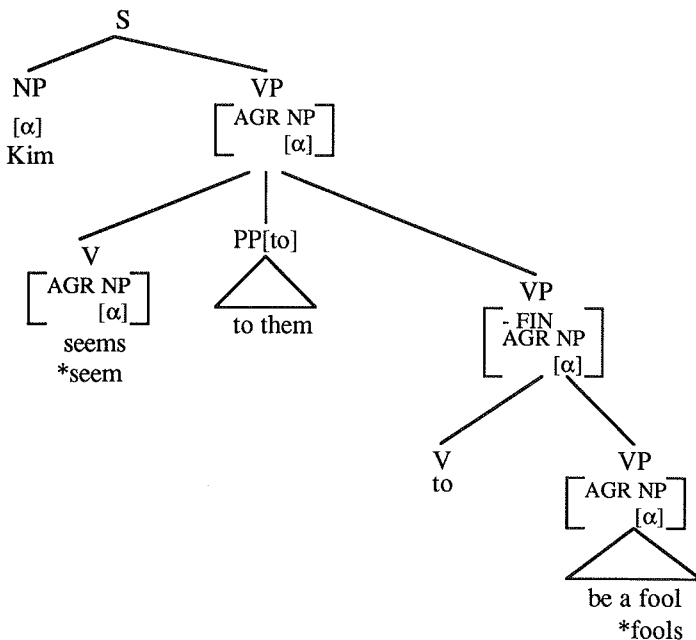 S
NP VP
[α] [AGR NP
Kim [α]]
V PP[to] VP
[AGR NP [- FIN
[α]] to them AGR NP
seems [α]]
*seem
V VP
to [AGR NP
[α]]
be a fool
*fools